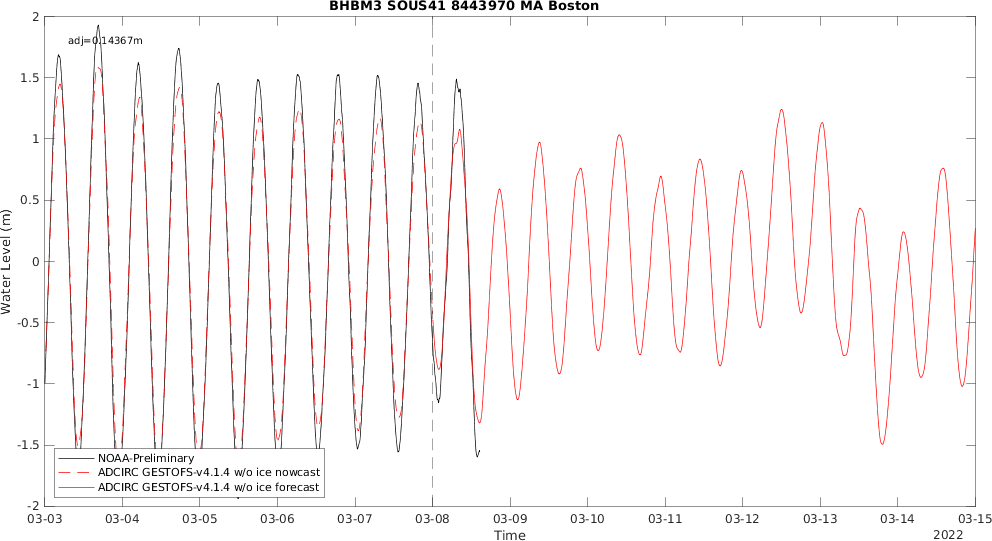 BHBM3 SOUS41 8443970 MA Boston
adj=0.14367m
2
1.5
1
0.5
0
-0.5
-1
-1.5
-2
Water Level (m)
NOAA-Preliminary
ADCIRC GESTOFS-v4.1.4 w/o ice nowcast
ADCIRC GESTOFS-v4.1.4 w/o ice forecast
03-03 03-04 03-05 03-06 03-07 03-08 03-09 03-10 03-11 03-12 03-13 03-14 03-15
Time
2022